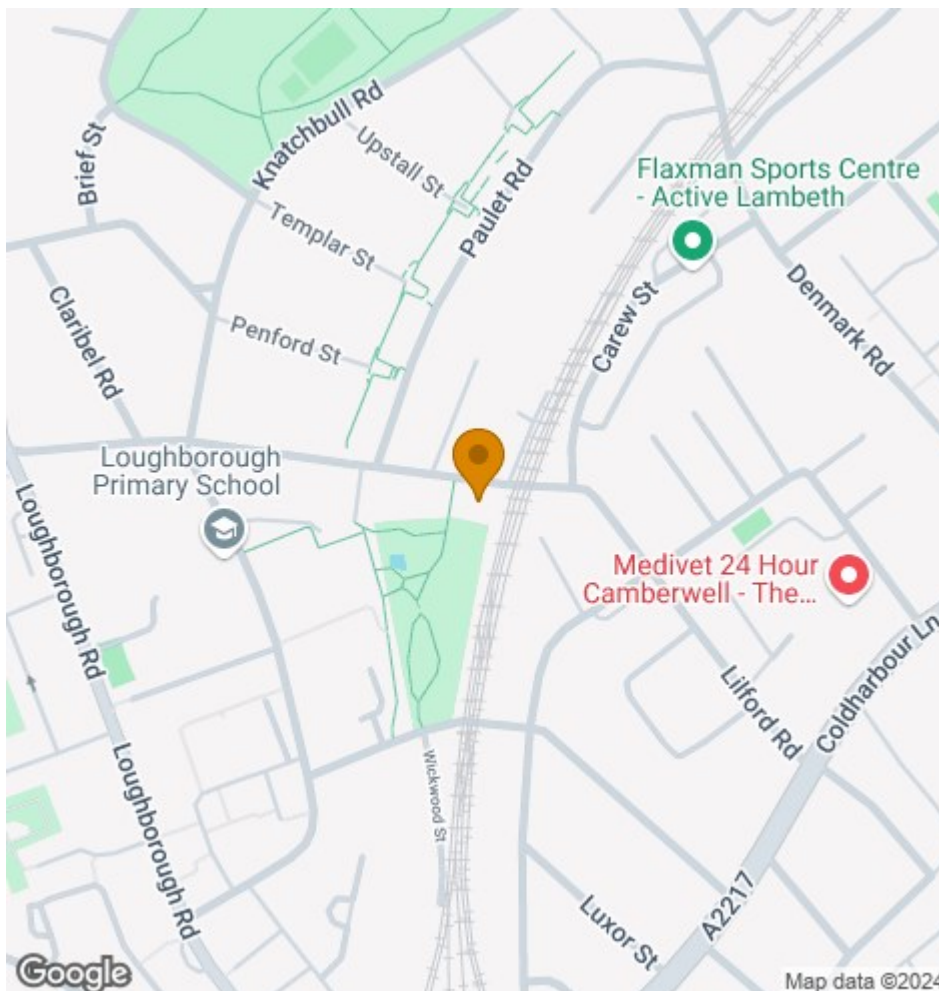 Knatchbull Rd
Brief St
Upstall St
Flaxman Sports Centre
- Active Lambeth
Paulet Rd
Templar St
Denmark Rd
Claribel Rd
Penford St
Carew St
Loughborough
Primary School
Loughborough Rd
Medivet 24 Hour
Camberwell - The...
Coldharbour Ln
Lilford Rd
Loughborough Rd
Wickwood St
A2217
Luxor St
Google
Map data ©2024